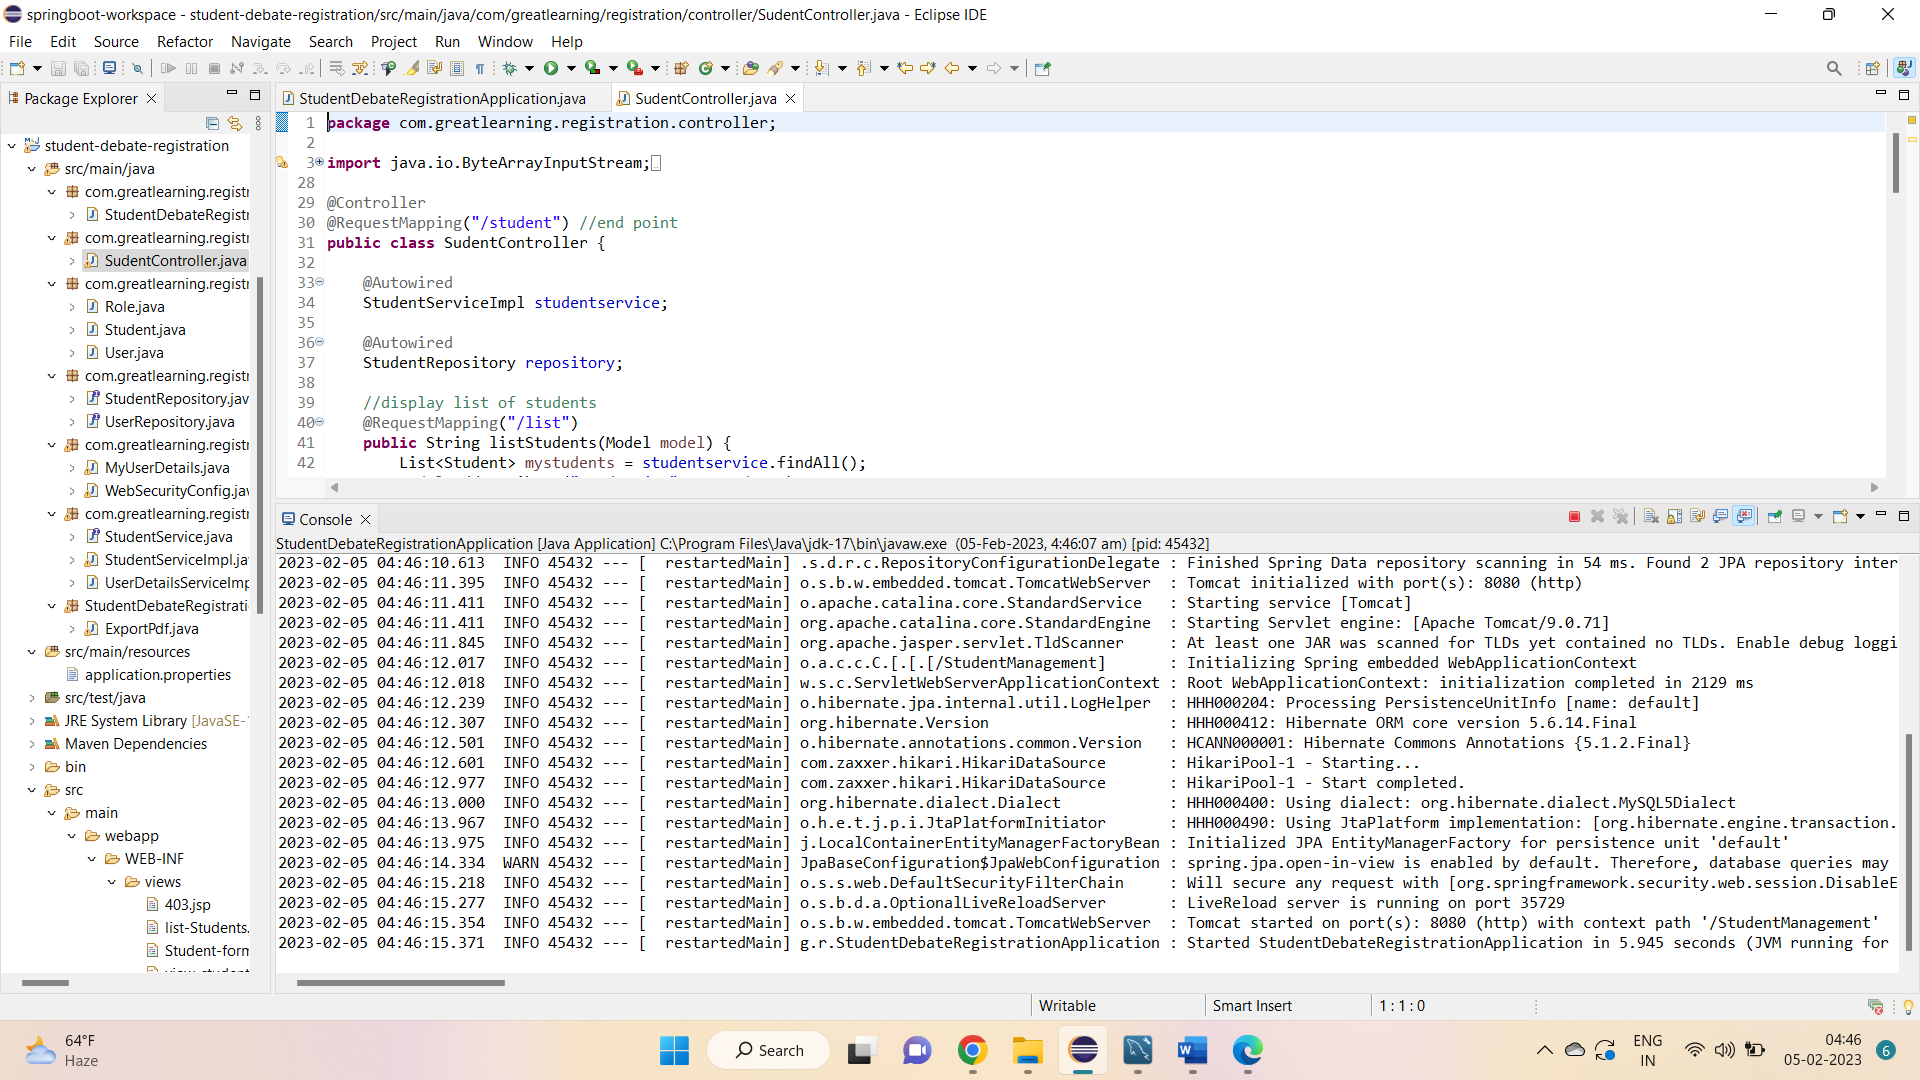 springboot-workspace - student-debate-registration/src/main/java/com/greatlearning/registration/controller/SudentController.java - Eclipse IDE
File Edit Source Refactor Navigate Search Project Run Window Help
Package Explorer
student-debate-registration
src/main/java
com.greatlearning.registr
StudentDebateRegistr
com.greatlearning.registr
SudentController.java
com.greatlearning.registr
Role.java
Student.java
User.java
com.greatlearning.registr
StudentRepository.jav
UserRepository.java
com.greatlearning.registr
MyUserDetails.java
WebSecurityConfig.jav
com.greatlearning.registr
StudentService.java
StudentServiceImpl.ja
UserDetailsServiceImp
StudentDebateRegistrati
ExportPdf.java
src/main/resources
application.properties
src/test/java
JRE System Library [JavaSE-1
Maven Dependencies
bin
src
main
webapp
WEB-INF
views
403.jsp
list-Students.
Student-form
StudentDebateRegistrationApplication.java SudentController.java
1 package com.greatlearning.registration.controller;
2
3 import java.io.ByteArrayInputStream;
28
29 @Controller
30 @RequestMapping("/student") //end point
31 public class SudentController {
32
33 @Autowired
34 StudentServiceImpl studentservice;
35
36 @Autowired
37 StudentRepository repository;
38
39 //display list of students
40 @RequestMapping("/list")
41 public String listStudents(Model model) {
42 List<Student> mystudents = studentservice.findAll();
Console
StudentDebateRegistrationApplication [Java Application] C:\Program Files\Java\jdk-17\bin\javaw.exe (05-Feb-2023, 4:46:07 am) [pid: 45432]
2023-02-05 04:46:10.613 INFO 45432 --- [ restartedMain] .s.d.r.c.RepositoryConfigurationDelegate : Finished Spring Data repository scanning in 54 ms. Found 2 JPA repository inter
2023-02-05 04:46:11.395 INFO 45432 --- [ restartedMain] o.s.b.w.embedded.tomcat.TomcatWebServer : Tomcat initialized with port(s): 8080 (http)
2023-02-05 04:46:11.411 INFO 45432 --- [ restartedMain] o.apache.catalina.core.StandardService : Starting service [Tomcat]
2023-02-05 04:46:11.411 INFO 45432 --- [ restartedMain] org.apache.catalina.core.StandardEngine : Starting Servlet engine: [Apache Tomcat/9.0.71]
2023-02-05 04:46:11.845 INFO 45432 --- [ restartedMain] org.apache.jasper.servlet.TldScanner : At least one JAR was scanned for TLDs yet contained no TLDs. Enable debug loggi
2023-02-05 04:46:12.017 INFO 45432 --- [ restartedMain] o.a.c.c.C.[.[.[/StudentManagement] : Initializing Spring embedded WebApplicationContext
2023-02-05 04:46:12.018 INFO 45432 --- [ restartedMain] w.s.c.ServletWebServerApplicationContext : Root WebApplicationContext: initialization completed in 2129 ms
2023-02-05 04:46:12.239 INFO 45432 --- [ restartedMain] o.hibernate.jpa.internal.util.LogHelper : HHH000204: Processing PersistenceUnitInfo [name: default]
2023-02-05 04:46:12.307 INFO 45432 --- [ restartedMain] org.hibernate.Version : HHH000412: Hibernate ORM core version 5.6.14.Final
2023-02-05 04:46:12.501 INFO 45432 --- [ restartedMain] o.hibernate.annotations.common.Version : HCANN000001: Hibernate Commons Annotations {5.1.2.Final}
2023-02-05 04:46:12.601 INFO 45432 --- [ restartedMain] com.zaxxer.hikari.HikariDataSource : HikariPool-1 - Starting...
2023-02-05 04:46:12.977 INFO 45432 --- [ restartedMain] com.zaxxer.hikari.HikariDataSource : HikariPool-1 - Start completed.
2023-02-05 04:46:13.000 INFO 45432 --- [ restartedMain] org.hibernate.dialect.Dialect : HHH000400: Using dialect: org.hibernate.dialect.MySQL5Dialect
2023-02-05 04:46:13.967 INFO 45432 --- [ restartedMain] o.h.e.t.j.p.i.JtaPlatformInitiator : HHH000490: Using JtaPlatform implementation: [org.hibernate.engine.transaction.
2023-02-05 04:46:13.975 INFO 45432 --- [ restartedMain] j.LocalContainerEntityManagerFactoryBean : Initialized JPA EntityManagerFactory for persistence unit 'default'
2023-02-05 04:46:14.334 WARN 45432 --- [ restartedMain] JpaBaseConfiguration$JpaWebConfiguration : spring.jpa.open-in-view is enabled by default. Therefore, database queries may
2023-02-05 04:46:15.218 INFO 45432 --- [ restartedMain] o.s.s.web.DefaultSecurityFilterChain : Will secure any request with [org.springframework.security.web.session.DisableE
2023-02-05 04:46:15.277 INFO 45432 --- [ restartedMain] o.s.b.d.a.OptionalLiveReloadServer : LiveReload server is running on port 35729
2023-02-05 04:46:15.354 INFO 45432 --- [ restartedMain] o.s.b.w.embedded.tomcat.TomcatWebServer : Tomcat started on port(s): 8080 (http) with context path '/StudentManagement'
2023-02-05 04:46:15.371 INFO 45432 --- [ restartedMain] g.r.StudentDebateRegistrationApplication : Started StudentDebateRegistrationApplication in 5.945 seconds (JVM running for
Writable Smart Insert 1 : 1 : 0
64°F
Haze
Search
ENG
IN
04:46
05-02-2023
6